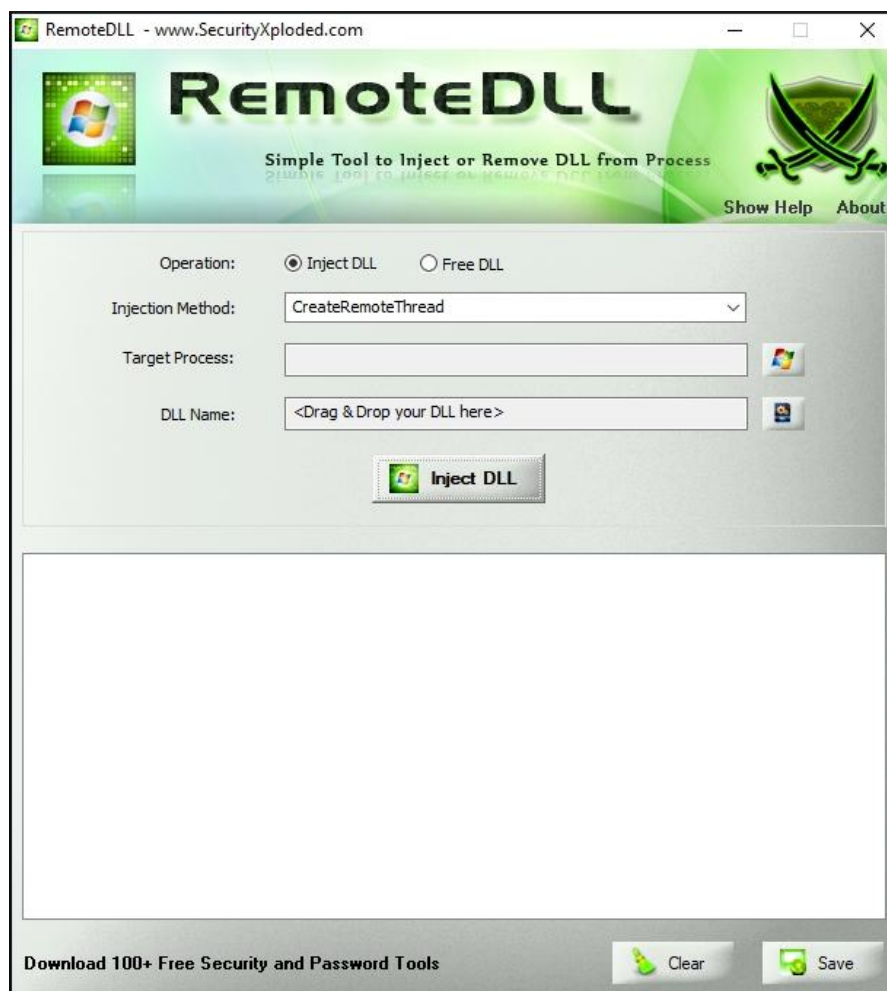 RemoteDLL - www.SecurityXploded.com
RemoteDLL
Simple Tool to Inject or Remove DLL from Process
Show Help About
Operation: Inject DLL Free DLL
Injection Method: CreateRemoteThread
Target Process:
DLL Name: <Drag & Drop your DLL here>
Inject DLL
Download 100+ Free Security and Password Tools Clear Save